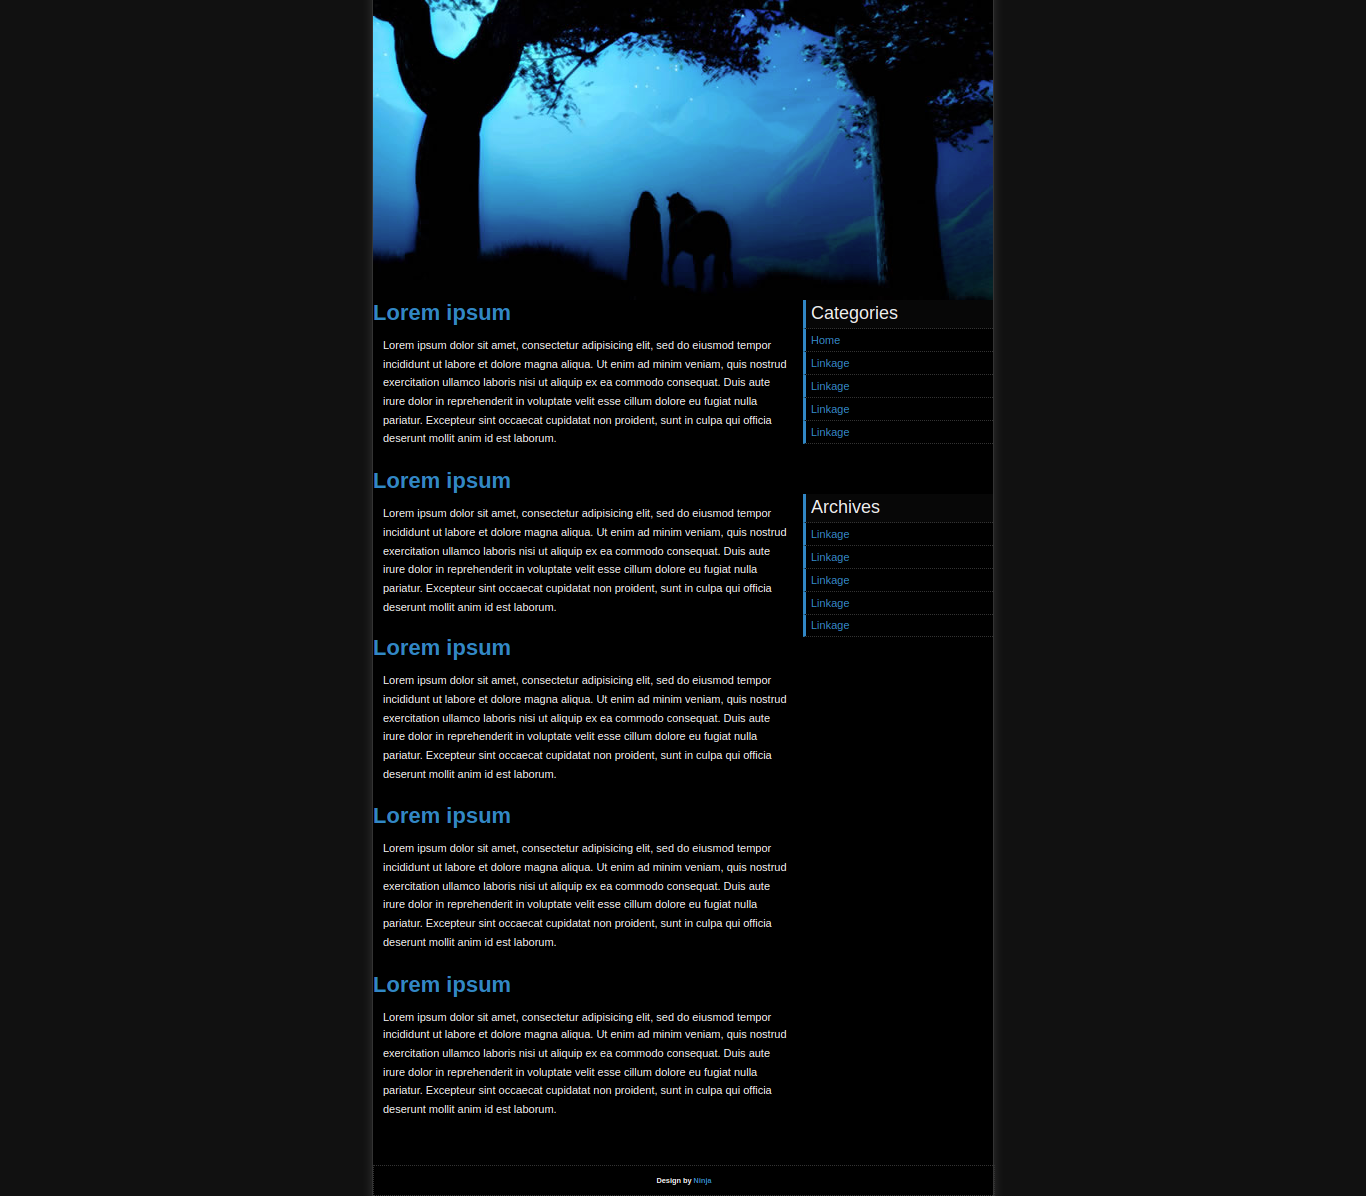 Lorem ipsum
Lorem ipsum dolor sit amet, consectetur adipisicing elit, sed do eiusmod tempor
incididunt ut labore et dolore magna aliqua. Ut enim ad minim veniam, quis nostrud
exercitation ullamco laboris nisi ut aliquip ex ea commodo consequat. Duis aute
irure dolor in reprehenderit in voluptate velit esse cillum dolore eu fugiat nulla
pariatur. Excepteur sint occaecat cupidatat non proident, sunt in culpa qui officia
deserunt mollit anim id est laborum.
Lorem ipsum
Lorem ipsum dolor sit amet, consectetur adipisicing elit, sed do eiusmod tempor
incididunt ut labore et dolore magna aliqua. Ut enim ad minim veniam, quis nostrud
exercitation ullamco laboris nisi ut aliquip ex ea commodo consequat. Duis aute
irure dolor in reprehenderit in voluptate velit esse cillum dolore eu fugiat nulla
pariatur. Excepteur sint occaecat cupidatat non proident, sunt in culpa qui officia
deserunt mollit anim id est laborum.
Lorem ipsum
Lorem ipsum dolor sit amet, consectetur adipisicing elit, sed do eiusmod tempor
incididunt ut labore et dolore magna aliqua. Ut enim ad minim veniam, quis nostrud
exercitation ullamco laboris nisi ut aliquip ex ea commodo consequat. Duis aute
irure dolor in reprehenderit in voluptate velit esse cillum dolore eu fugiat nulla
pariatur. Excepteur sint occaecat cupidatat non proident, sunt in culpa qui officia
deserunt mollit anim id est laborum.
Lorem ipsum
Lorem ipsum dolor sit amet, consectetur adipisicing elit, sed do eiusmod tempor
incididunt ut labore et dolore magna aliqua. Ut enim ad minim veniam, quis nostrud
exercitation ullamco laboris nisi ut aliquip ex ea commodo consequat. Duis aute
irure dolor in reprehenderit in voluptate velit esse cillum dolore eu fugiat nulla
pariatur. Excepteur sint occaecat cupidatat non proident, sunt in culpa qui officia
deserunt mollit anim id est laborum.
Lorem ipsum
Lorem ipsum dolor sit amet, consectetur adipisicing elit, sed do eiusmod tempor
incididunt ut labore et dolore magna aliqua. Ut enim ad minim veniam, quis nostrud
exercitation ullamco laboris nisi ut aliquip ex ea commodo consequat. Duis aute
irure dolor in reprehenderit in voluptate velit esse cillum dolore eu fugiat nulla
pariatur. Excepteur sint occaecat cupidatat non proident, sunt in culpa qui officia
deserunt mollit anim id est laborum.
Categories
Home
Linkage
Linkage
Linkage
Linkage
Archives
Linkage
Linkage
Linkage
Linkage
Linkage
Design by Ninja